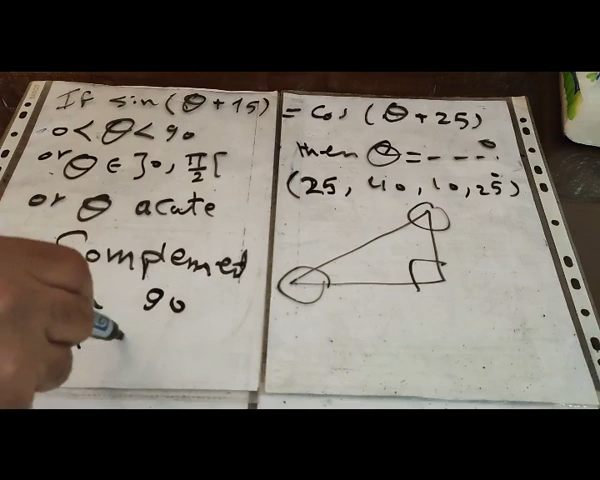 If sin(θ+15)
0<θ<90
or θ ∈ ]0, π/2[
or θ acute
Complement
90
= Cos (θ+25)
then θ = - - - -°
(25, 40, 10, 25)